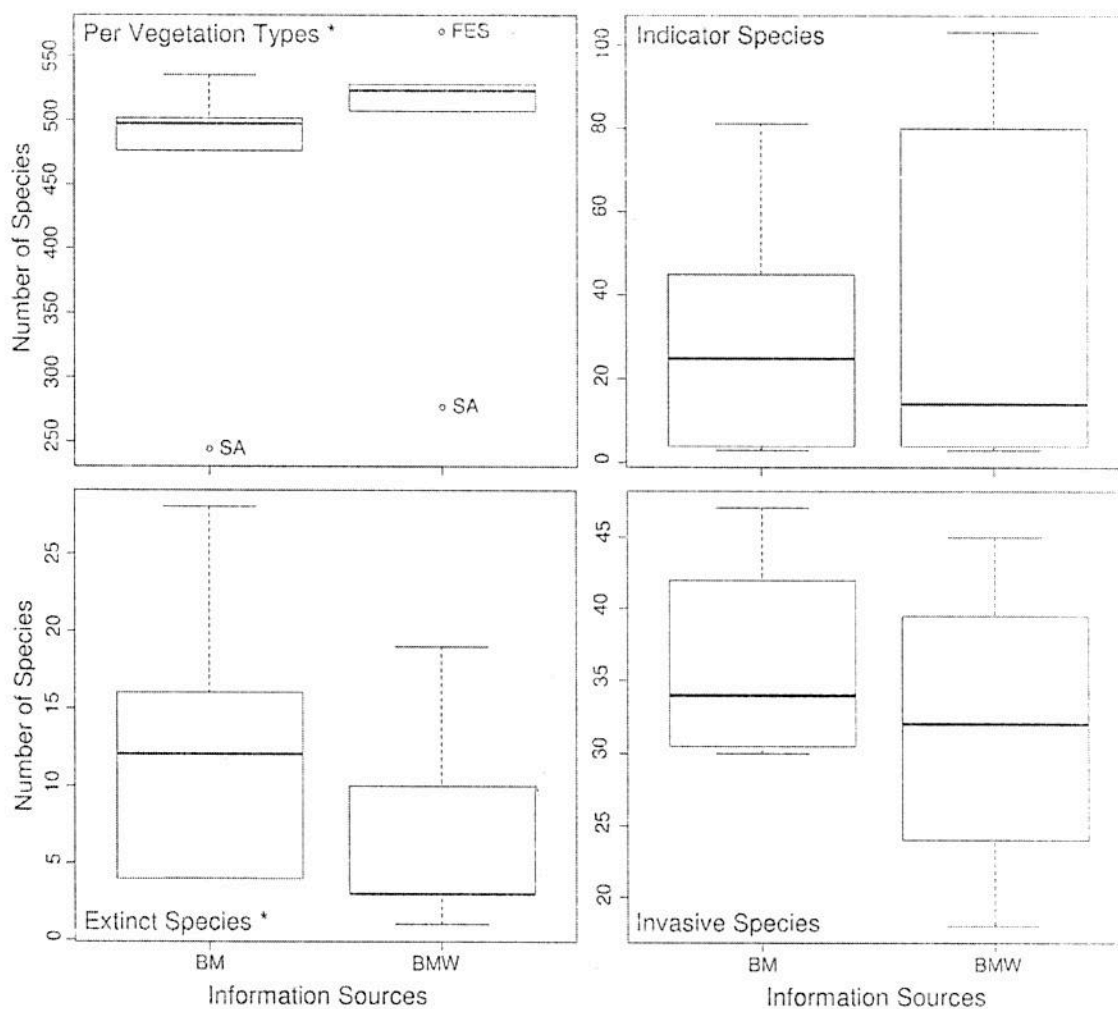 Per Vegetation Types *
FES
SA
SA
Number of Species
250
300
350
400
450
500
550
Indicator Species
0
20
40
60
80
100
Extinct Species *
Number of Species
0
5
10
15
20
25
BM
BMW
Information Sources
Invasive Species
20
25
30
35
40
45
BM
BMW
Information Sources